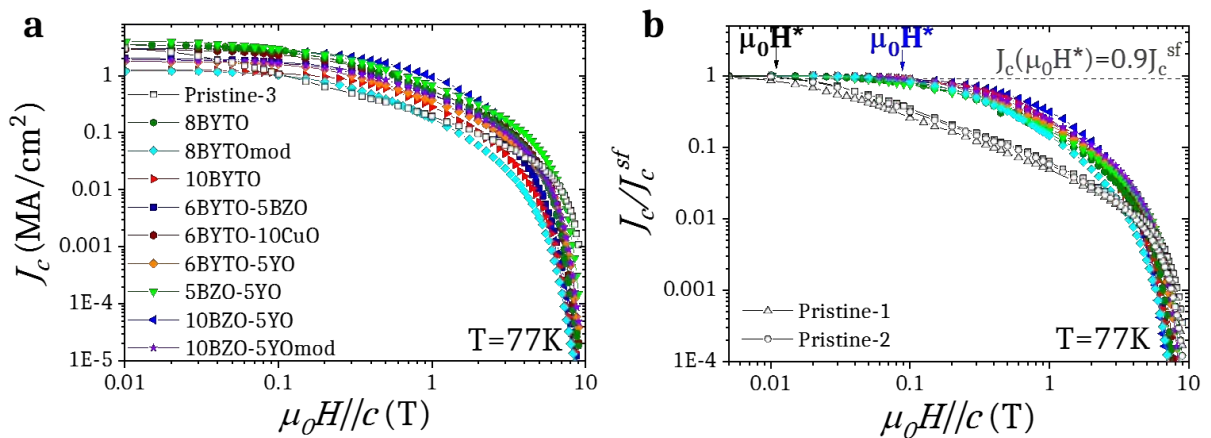 a
1
0.1
0.01
0.001
1E-4
1E-5
J_c (MA/cm²)
Pristine-3
8BYTO
8BYTOmod
10BYTO
6BYTO-5BZO
6BYTO-10CuO
6BYTO-5YO
5BZO-5YO
10BZO-5YO
10BZO-5YOmod
T=77K
0.01 0.1 1 10
μ₀H//c (T)
b
μ₀H* μ₀H*
J_c(μ₀H*)=0.9J_c^sf
1
0.1
0.01
0.001
1E-4
J_c/J_c^sf
Pristine-1
Pristine-2
T=77K
0.01 0.1 1 10
μ₀H//c (T)